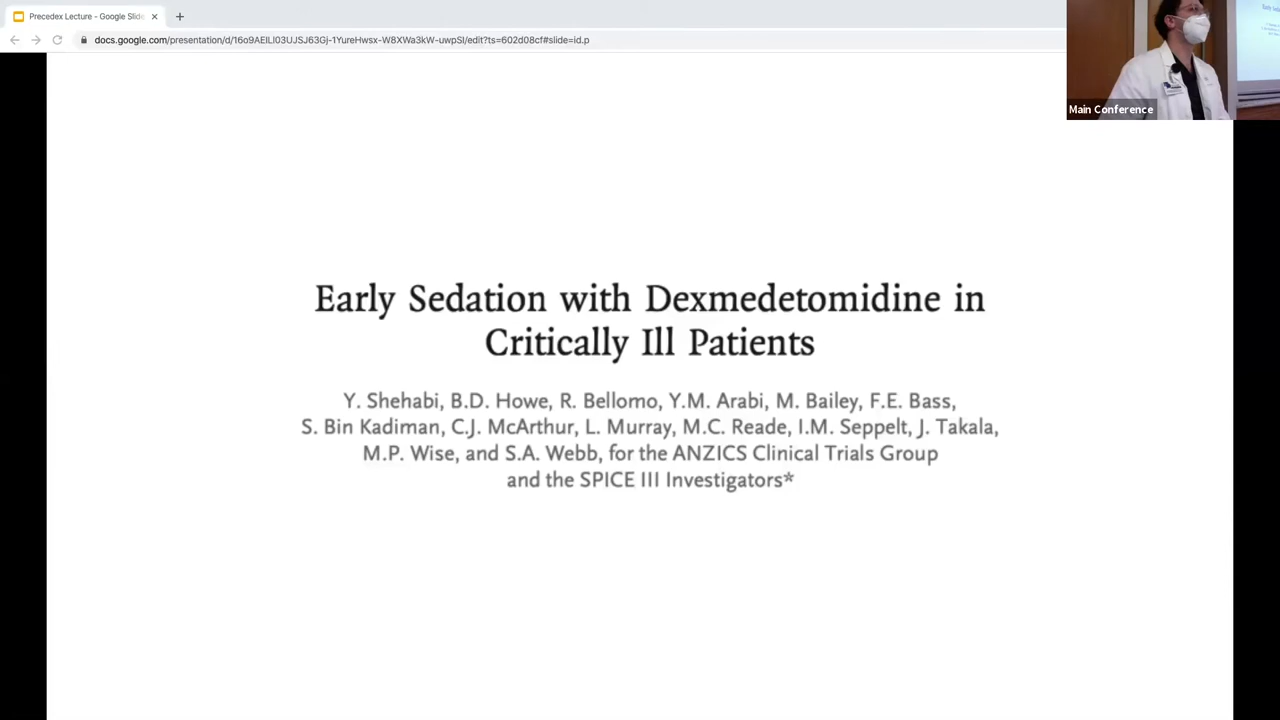 Precedex Lecture - Google Slide
docs.google.com/presentation/d/16o9AEILI03UJSJ63Gj-1YureHwsx-W8XWa3kW-uwpSI/edit?ts=602d08cf#slide=id.p
Main Conference
Early Sedation with Dexmedetomidine in
Critically Ill Patients
Y. Shehabi, B.D. Howe, R. Bellomo, Y.M. Arabi, M. Bailey, F.E. Bass,
S. Bin Kadiman, C.J. McArthur, L. Murray, M.C. Reade, I.M. Seppelt, J. Takala,
M.P. Wise, and S.A. Webb, for the ANZICS Clinical Trials Group
and the SPICE III Investigators*